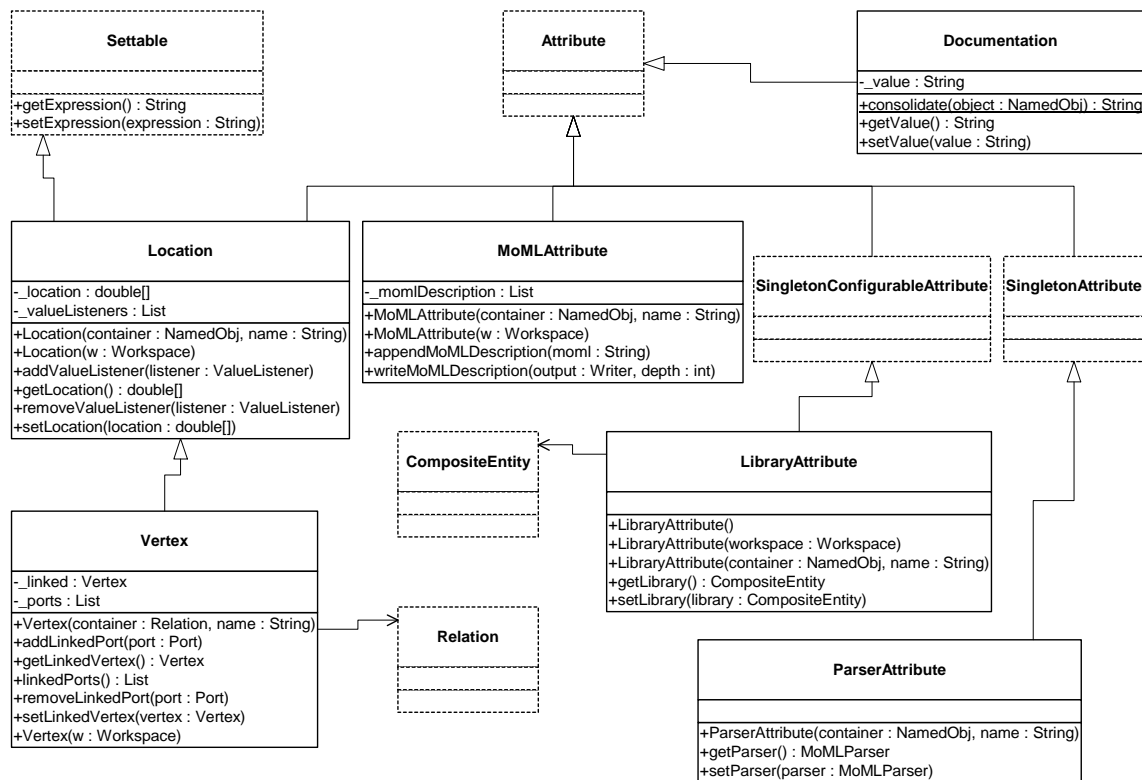 Settable
+getExpression() : String
+setExpression(expression : String)
Attribute
Documentation
-_value : String
+consolidate(object : NamedObj) : String
+getValue() : String
+setValue(value : String)
Location
-_location : double[]
-_valueListeners : List
+Location(container : NamedObj, name : String)
+Location(w : Workspace)
+addValueListener(listener : ValueListener)
+getLocation() : double[]
+removeValueListener(listener : ValueListener)
+setLocation(location : double[])
MoMLAttribute
-_momlDescription : List
+MoMLAttribute(container : NamedObj, name : String)
+MoMLAttribute(w : Workspace)
+appendMoMLDescription(moml : String)
+writeMoMLDescription(output : Writer, depth : int)
SingletonConfigurableAttribute
SingletonAttribute
CompositeEntity
LibraryAttribute
+LibraryAttribute()
+LibraryAttribute(workspace : Workspace)
+LibraryAttribute(container : NamedObj, name : String)
+getLibrary() : CompositeEntity
+setLibrary(library : CompositeEntity)
Vertex
-_linked : Vertex
-_ports : List
+Vertex(container : Relation, name : String)
+addLinkedPort(port : Port)
+getLinkedVertex() : Vertex
+linkedPorts() : List
+removeLinkedPort(port : Port)
+setLinkedVertex(vertex : Vertex)
+Vertex(w : Workspace)
Relation
ParserAttribute
+ParserAttribute(container : NamedObj, name : String)
+getParser() : MoMLParser
+setParser(parser : MoMLParser)